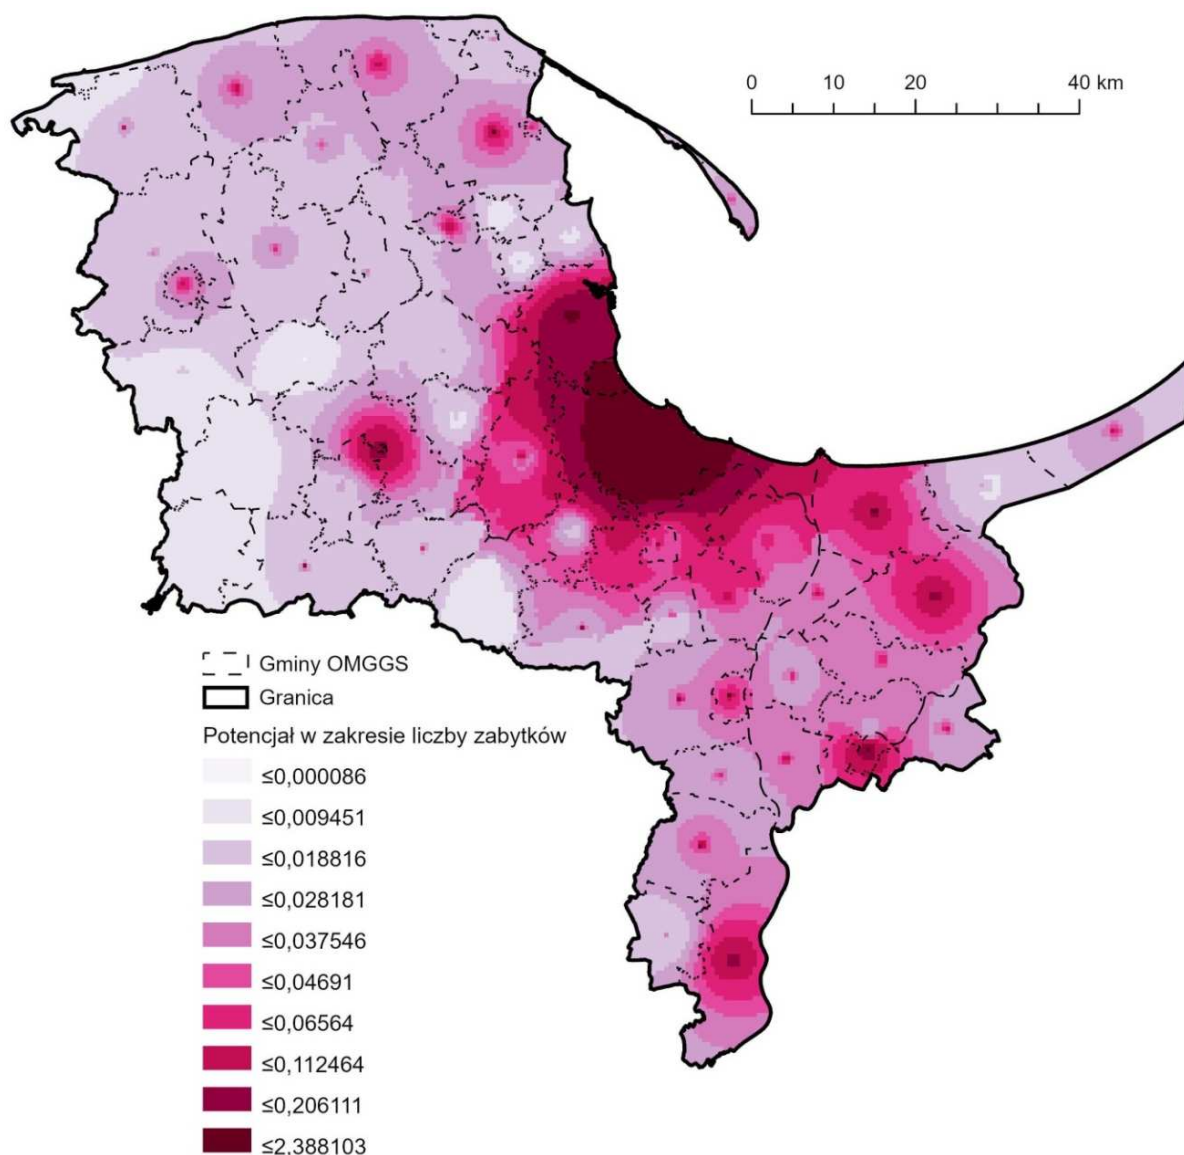 0 10 20 40 km
Gminy OMGGS
Granica
Potencjał w zakresie liczby zabytków
≤0,000086
≤0,009451
≤0,018816
≤0,028181
≤0,037546
≤0,04691
≤0,06564
≤0,112464
≤0,206111
≤2,388103